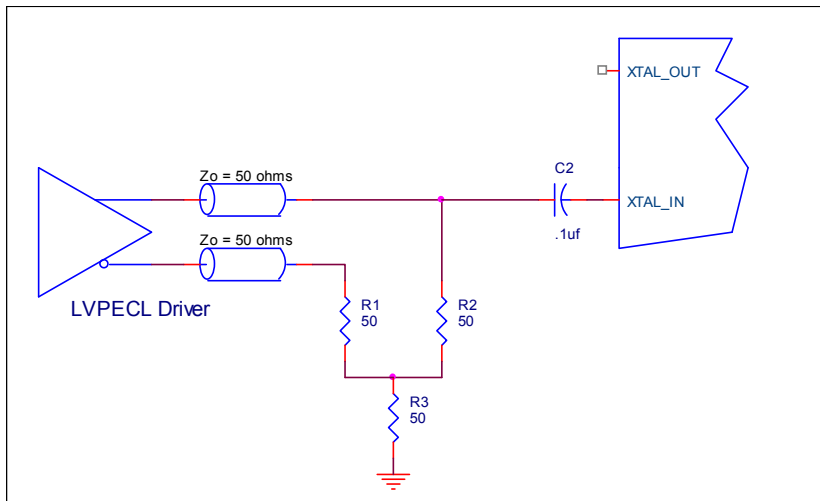 XTAL_OUT
C2
Zo = 50 ohms
XTAL_IN
.1uf
Zo = 50 ohms
LVPECL Driver
R1
50
R2
50
R3
50